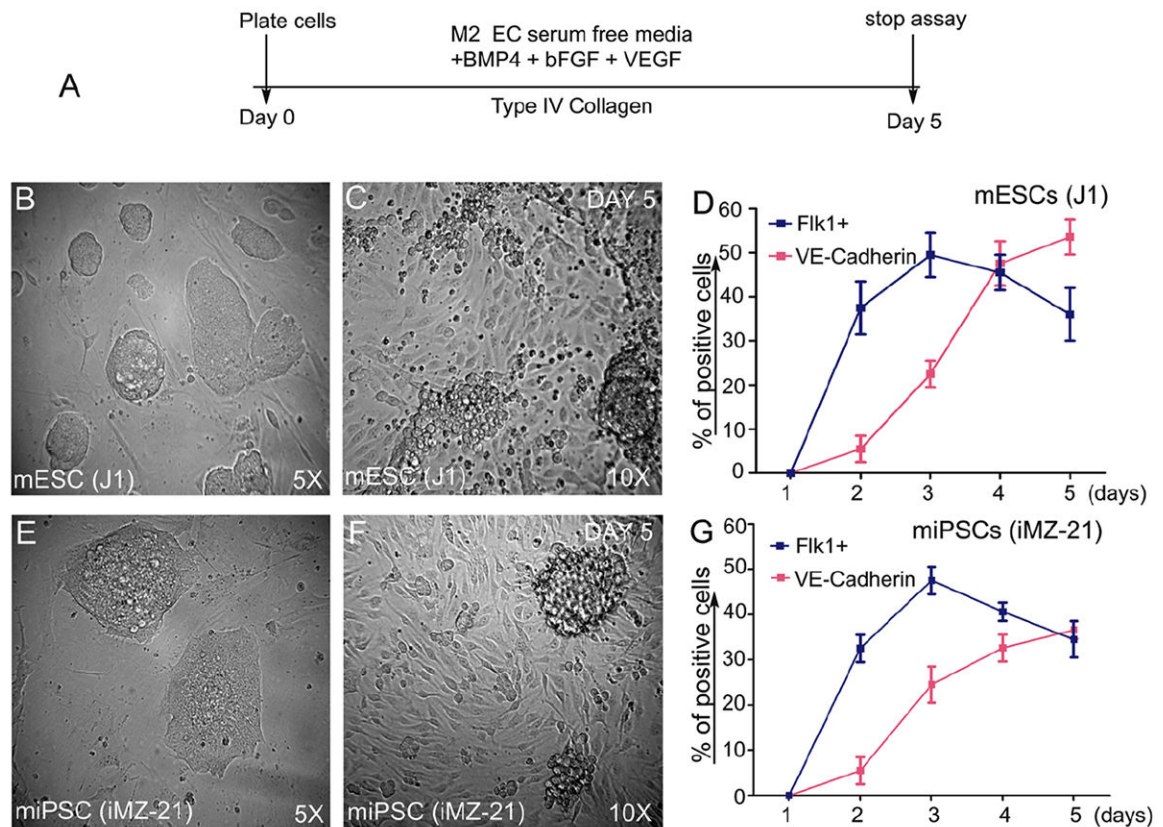 Plate cells
M2 EC serum free media
+BMP4 + bFGF + VEGF
stop assay
A
Day 0
Type IV Collagen
Day 5
B
mESC (J1)
5X
C
DAY 5
mESC (J1)
10X
D
mESCs (J1)
Flk1+
VE-Cadherin
% of positive cells
60
50
40
30
20
10
0
1 2 3 4 5 (days)
E
miPSC (iMZ-21)
5X
F
DAY 5
miPSC (iMZ-21)
10X
G
miPSCs (iMZ-21)
Flk1+
VE-Cadherin
% of positive cells
60
50
40
30
20
10
0
1 2 3 4 5 (days)